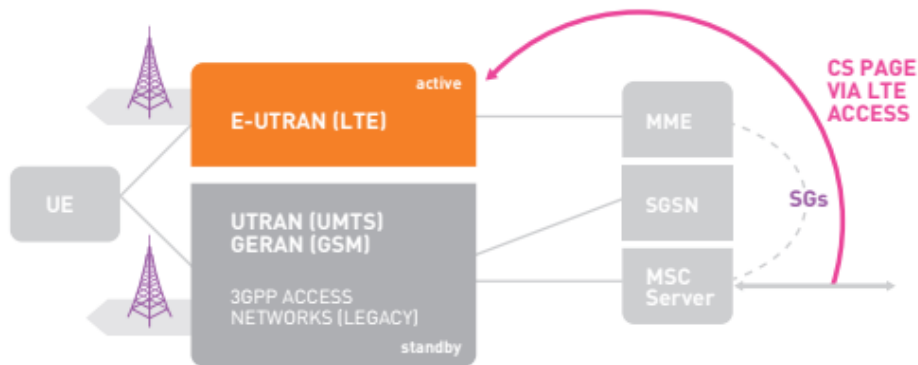 active
E-UTRAN (LTE)
UE
UTRAN (UMTS)
GERAN (GSM)
3GPP ACCESS
NETWORKS (LEGACY)
standby
MME
SGSN
MSC
Server
SGs
CS PAGE
VIA LTE
ACCESS